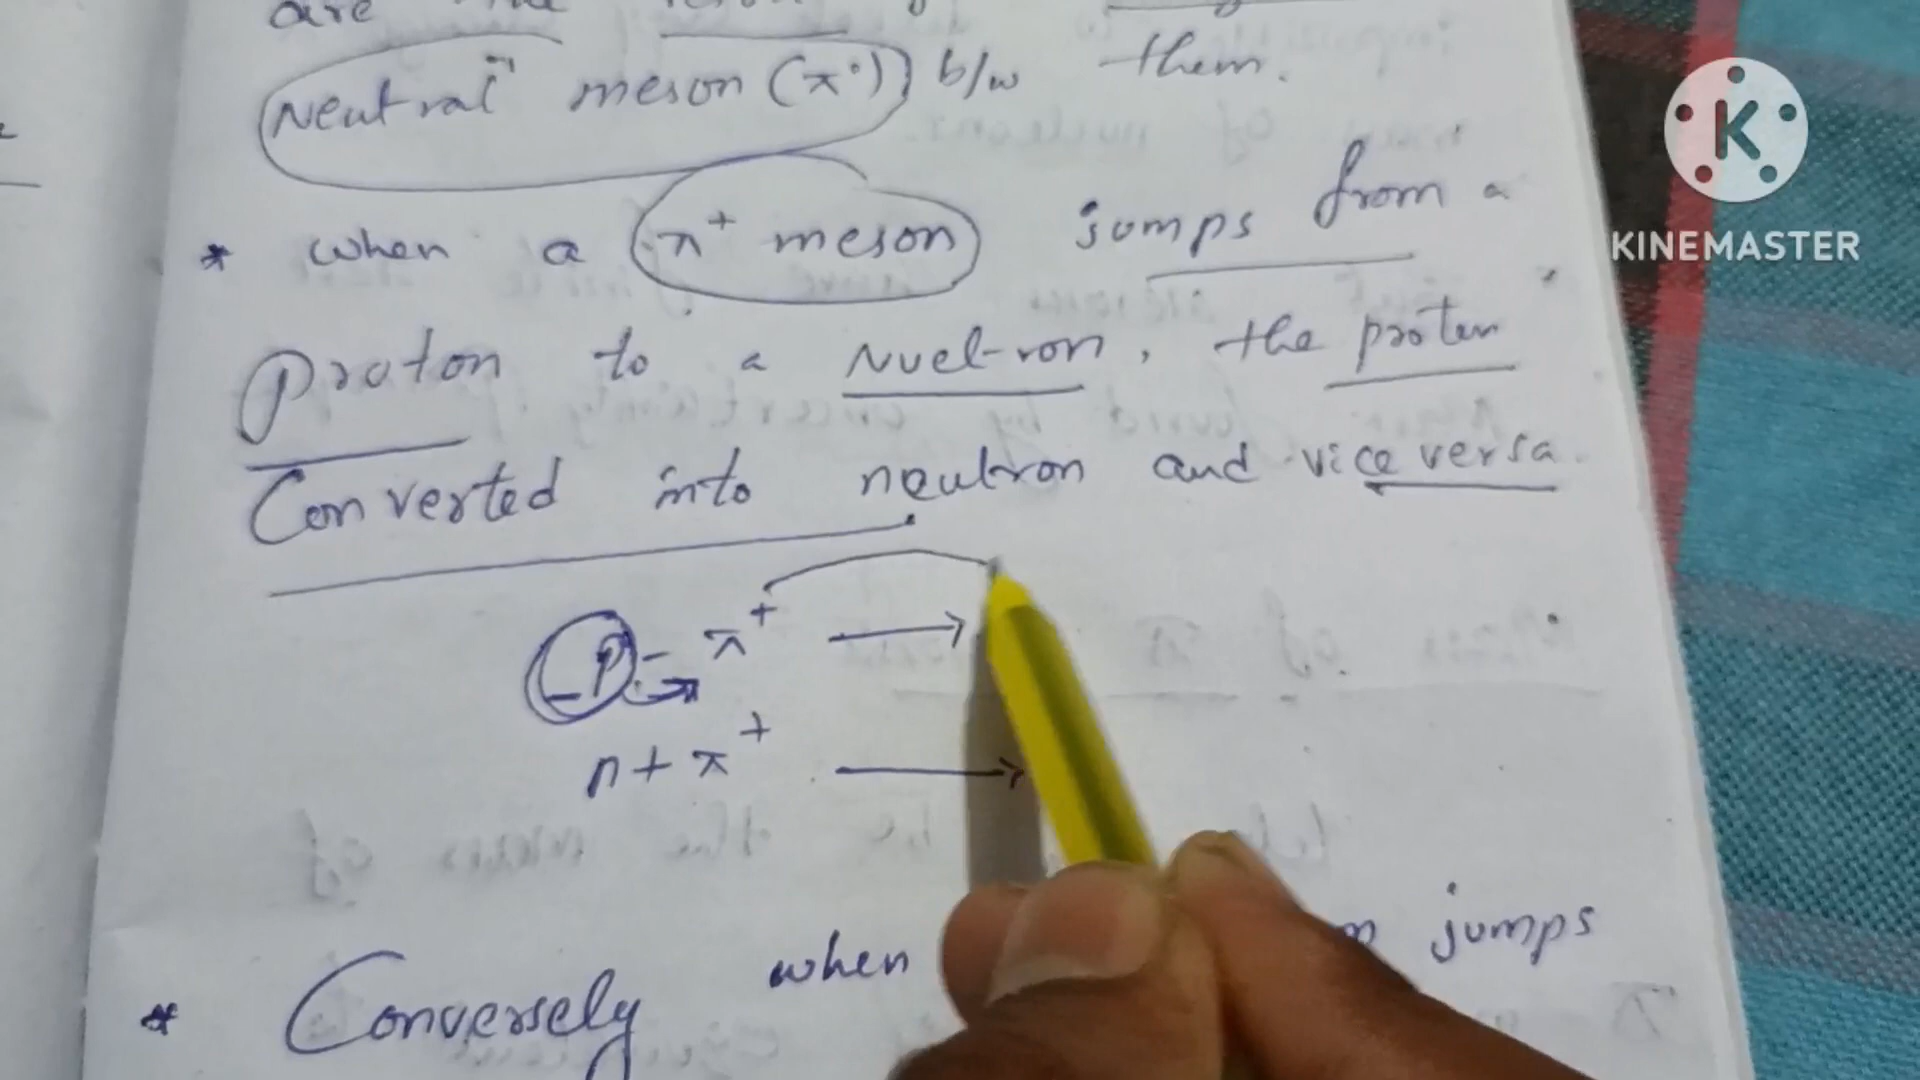 are
Neutral meson (π°) b/w them.
* when a π+ meson jumps from a
Proton to a Nuetron, the proton
Converted into neutron and vice versa.
P - π+ →
n + π+ →
* Conversely when jumps
K
KINEMASTER